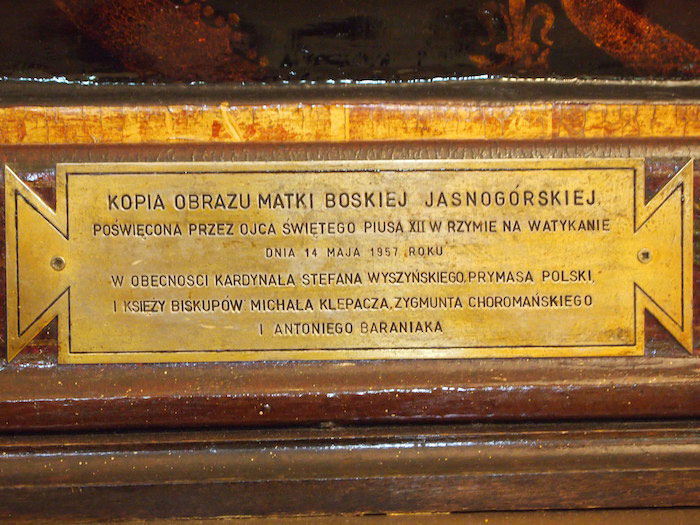 KOPIA OBRAZU MATKI BOSKIEJ JASNOGÓRSKIEJ,
POŚWIĘCONA PRZEZ OJCA ŚWIĘTEGO PIUSA XII W RZYMIE NA WATYKANIE
DNIA 14 MAJA 1957 ROKU
W OBECNOŚCI KARDYNAŁA STEFANA WYSZYŃSKIEGO, PRYMASA POLSKI,
I KSIĘŻY BISKUPÓW MICHAŁA KLEPACZA, ZYGMUNTA CHOROMAŃSKIEGO
I ANTONIEGO BARANIAKA